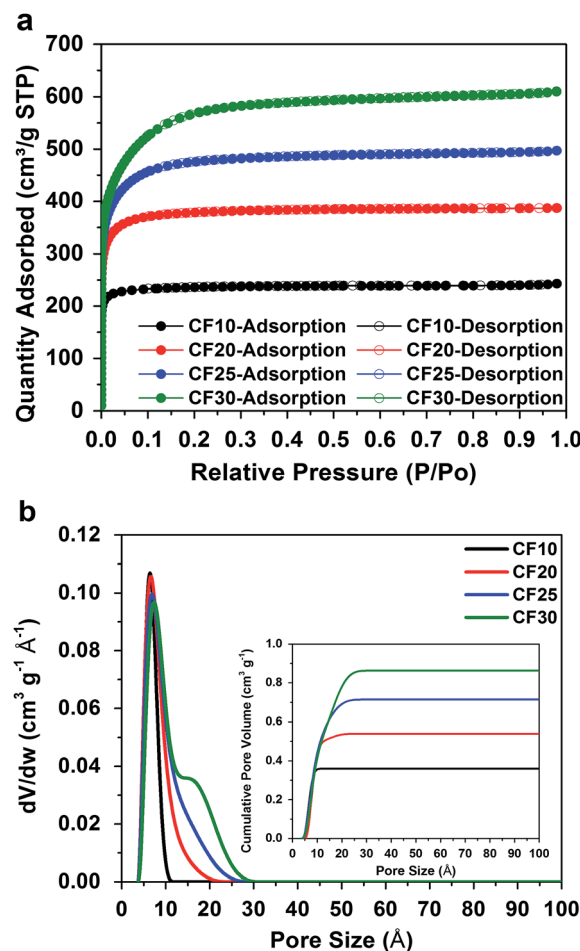 a
Quantity Adsorbed (cm³/g STP)
700
600
500
400
300
200
100
0
CF10-Adsorption CF10-Desorption
CF20-Adsorption CF20-Desorption
CF25-Adsorption CF25-Desorption
CF30-Adsorption CF30-Desorption
0.0 0.1 0.2 0.3 0.4 0.5 0.6 0.7 0.8 0.9 1.0
Relative Pressure (P/Po)
b
dV/dw (cm³ g⁻¹ Å⁻¹)
0.12
0.10
0.08
0.06
0.04
0.02
0.00
CF10
CF20
CF25
CF30
Cumulative Pore Volume (cm³ g⁻¹)
1.0
0.8
0.6
0.4
0.2
0.0
0 10 20 30 40 50 60 70 80 90 100
Pore Size (Å)
0 10 20 30 40 50 60 70 80 90 100
Pore Size (Å)